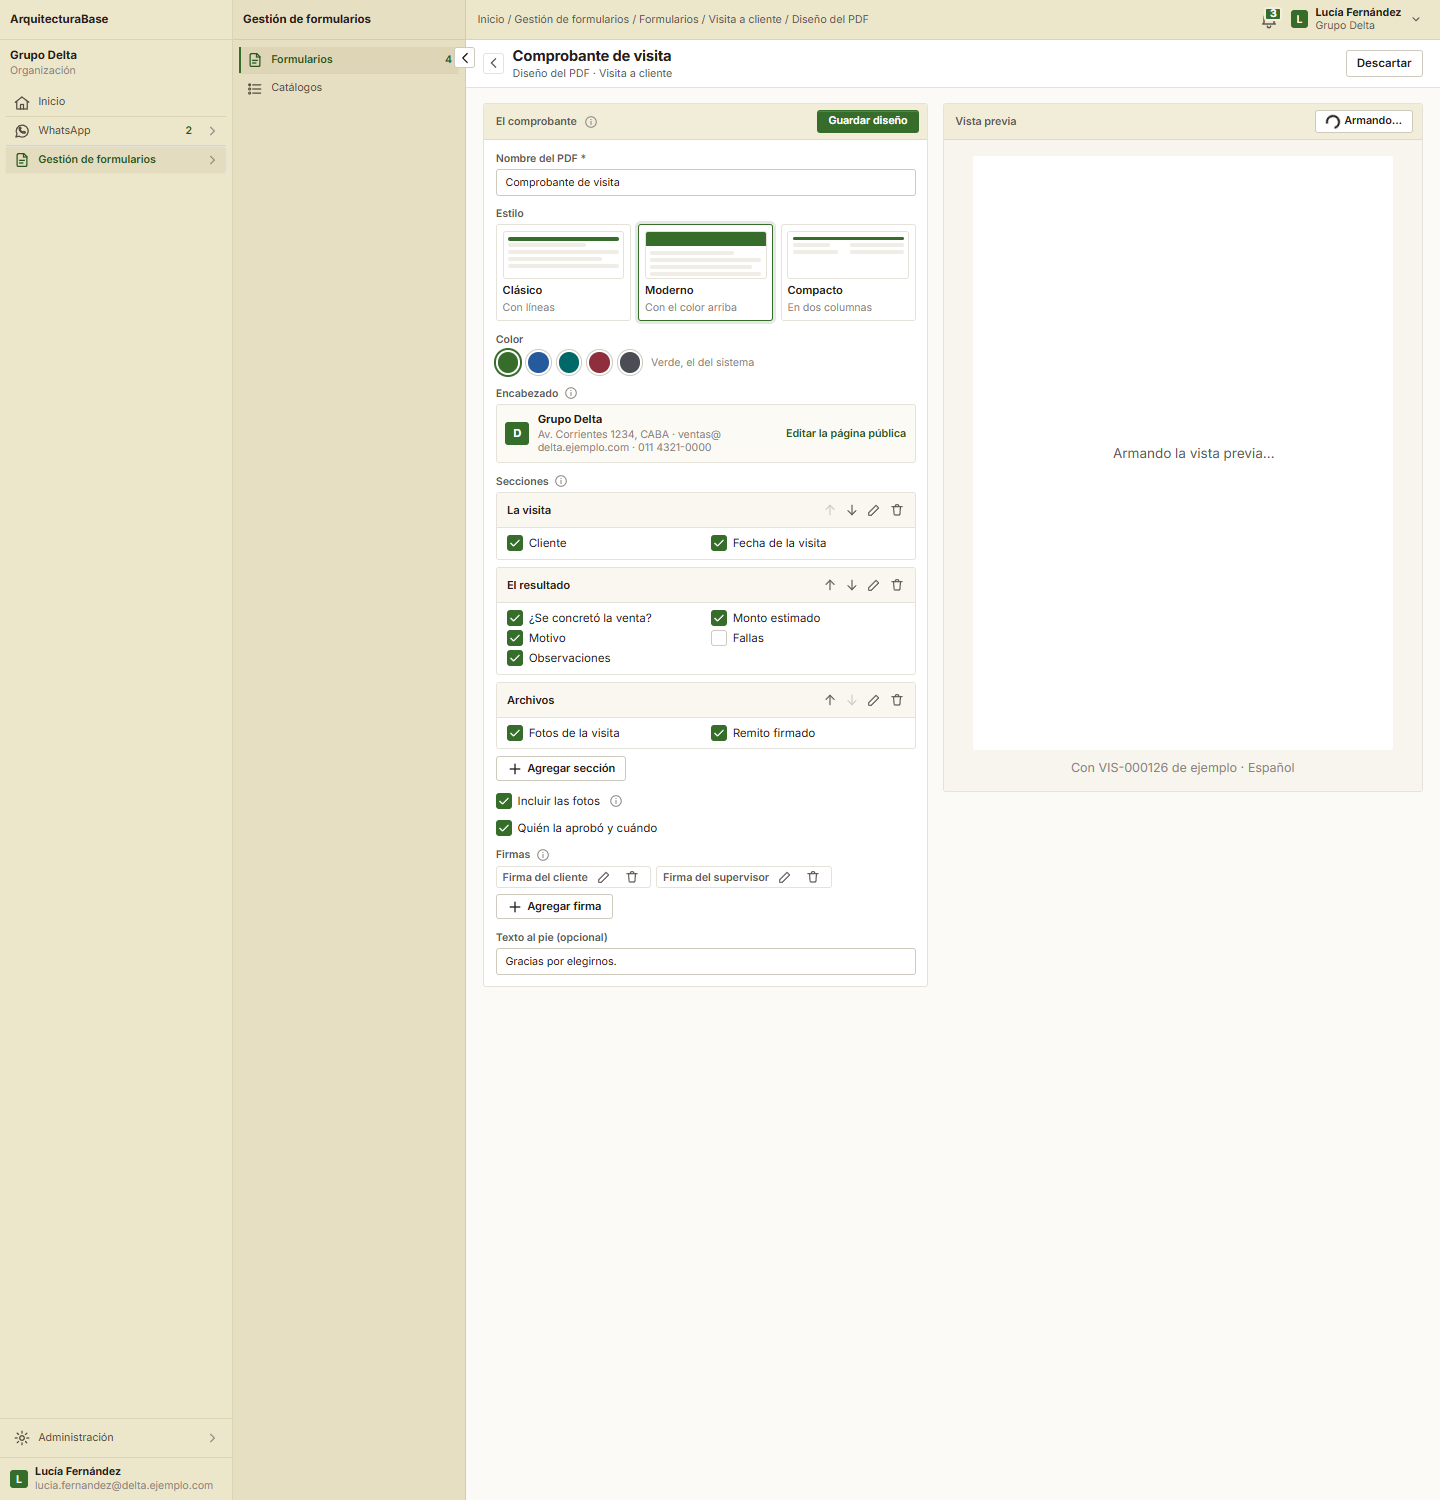 ArquitecturaBase
Grupo Delta
Organización
Inicio
WhatsApp 2
Gestión de formularios
Administración
L
Lucía Fernández
lucia.fernandez@delta.ejemplo.com
Gestión de formularios
Formularios 4
Catálogos
Inicio / Gestión de formularios / Formularios / Visita a cliente / Diseño del PDF
3
L
Lucía Fernández
Grupo Delta
Comprobante de visita
Diseño del PDF · Visita a cliente
Descartar
El comprobante
Guardar diseño
Nombre del PDF *
Comprobante de visita
Estilo
Clásico
Con líneas
Moderno
Con el color arriba
Compacto
En dos columnas
Color
Verde, el del sistema
Encabezado
D
Grupo Delta
Av. Corrientes 1234, CABA · ventas@
delta.ejemplo.com · 011 4321-0000
Editar la página pública
Secciones
La visita
Cliente Fecha de la visita
El resultado
¿Se concretó la venta? Monto estimado
Motivo Fallas
Observaciones
Archivos
Fotos de la visita Remito firmado
Agregar sección
Incluir las fotos
Quién la aprobó y cuándo
Firmas
Firma del cliente Firma del supervisor
Agregar firma
Texto al pie (opcional)
Gracias por elegirnos.
Vista previa
Armando...
Armando la vista previa...
Con VIS-000126 de ejemplo · Español